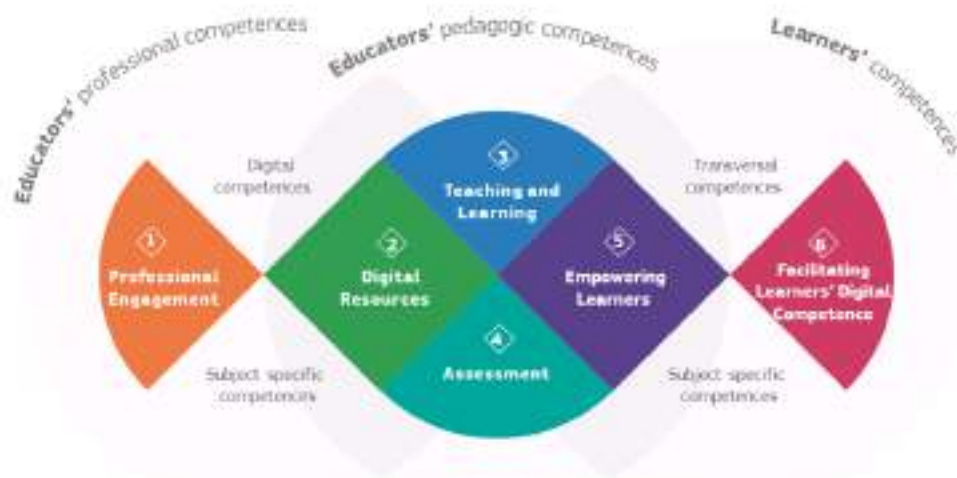 Educators' professional competences
Educators' pedagogic competences
Learners' competences
Digital
competences
Transversal
competences
1
Professional
Engagement
2
Digital
Resources
3
Teaching and
Learning
4
Assessment
5
Empowering
Learners
6
Facilitating
Learners' Digital
Competence
Subject specific
competences
Subject specific
competences